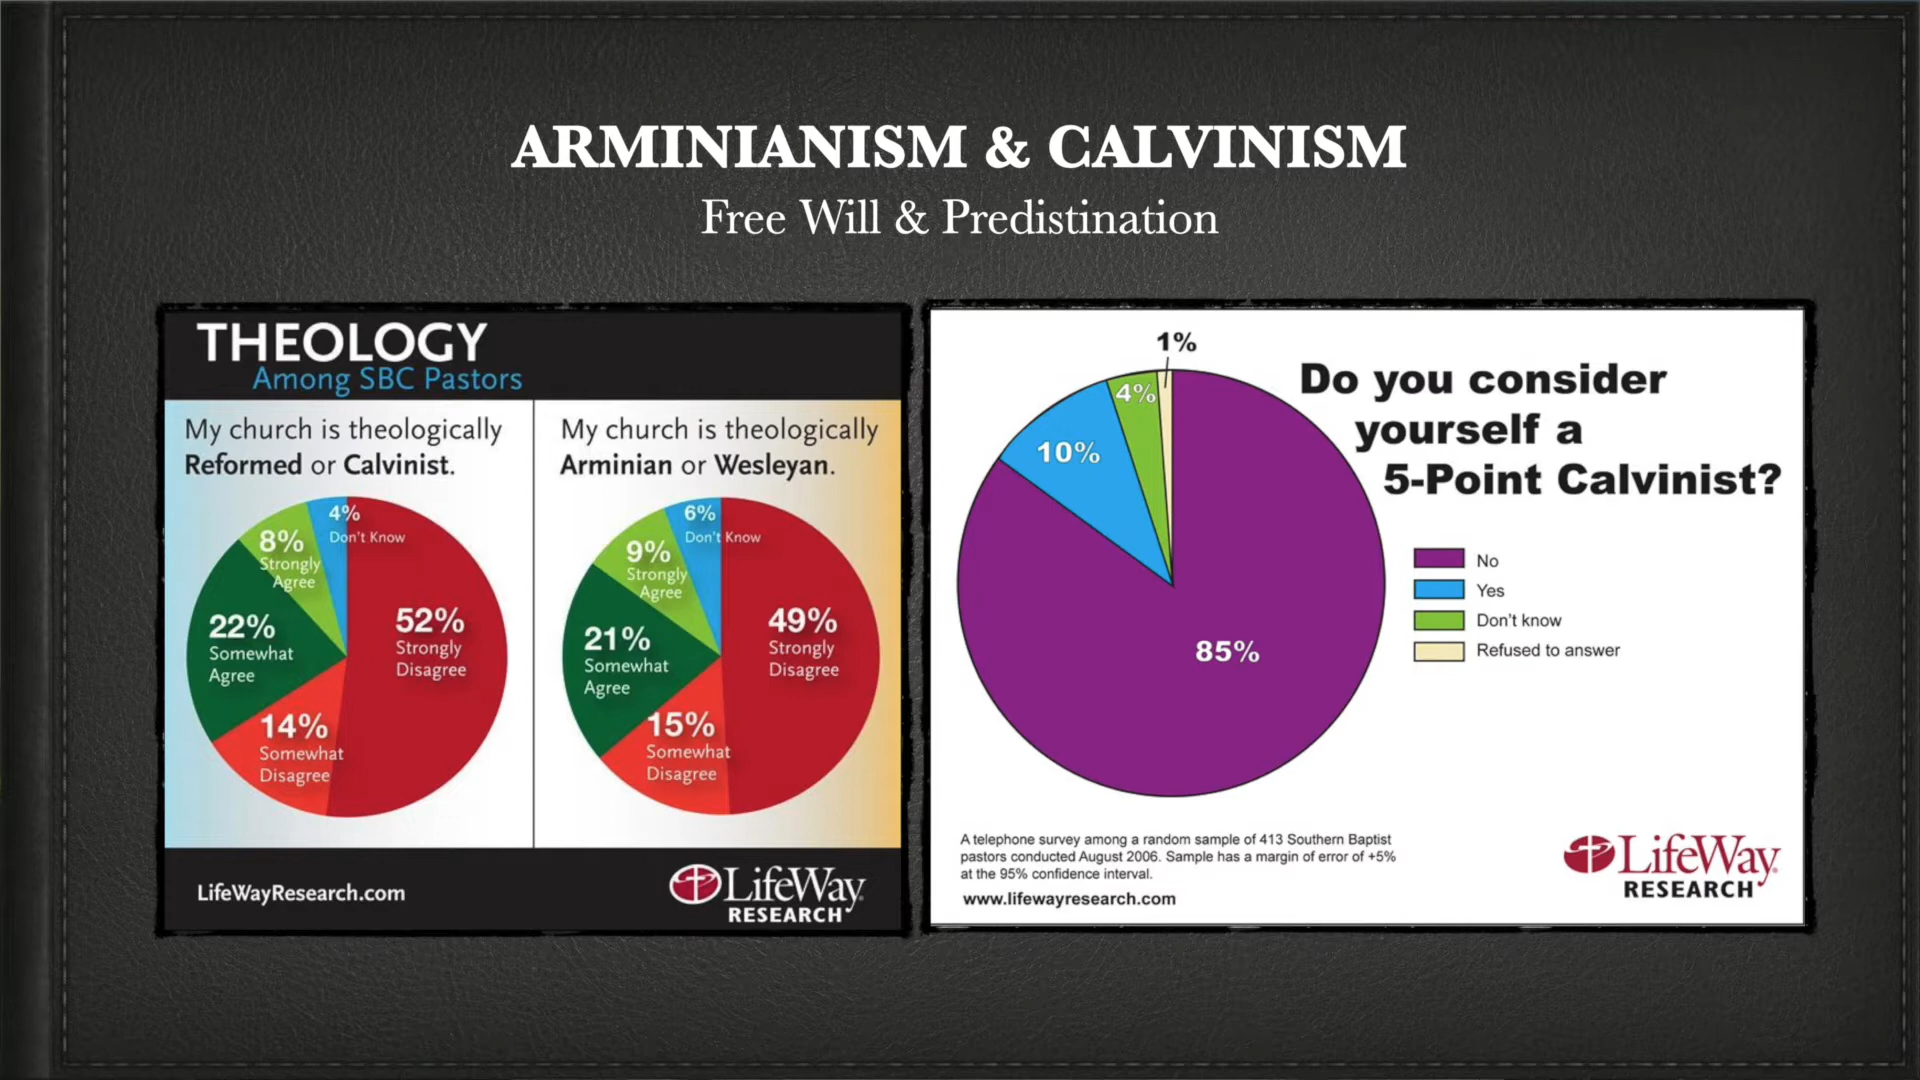 ARMINIANISM & CALVINISM
Free Will & Predistination
THEOLOGY
Among SBC Pastors
My church is theologically
Reformed or Calvinist.
4%
Don't Know
8%
Strongly
Agree
22%
Somewhat
Agree
52%
Strongly
Disagree
14%
Somewhat
Disagree
My church is theologically
Arminian or Wesleyan.
6%
Don't Know
9%
Strongly
Agree
21%
Somewhat
Agree
49%
Strongly
Disagree
15%
Somewhat
Disagree
LifeWayResearch.com
LifeWay
RESEARCH
1%
4%
10%
85%
Do you consider
yourself a
5-Point Calvinist?
No
Yes
Don't know
Refused to answer
A telephone survey among a random sample of 413 Southern Baptist
pastors conducted August 2006. Sample has a margin of error of +5%
at the 95% confidence interval.
www.lifewayresearch.com
LifeWay
RESEARCH